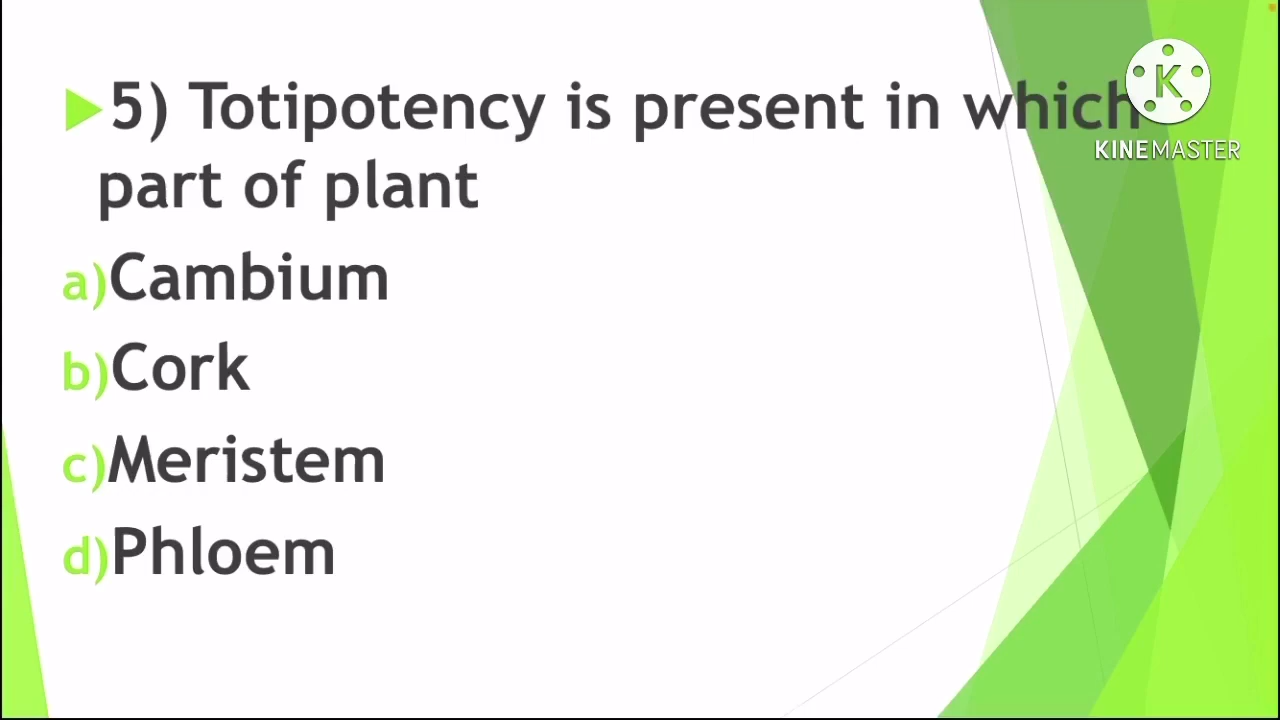 5) Totipotency is present in which
part of plant
a)Cambium
b)Cork
c)Meristem
d)Phloem
K
KINEMASTER